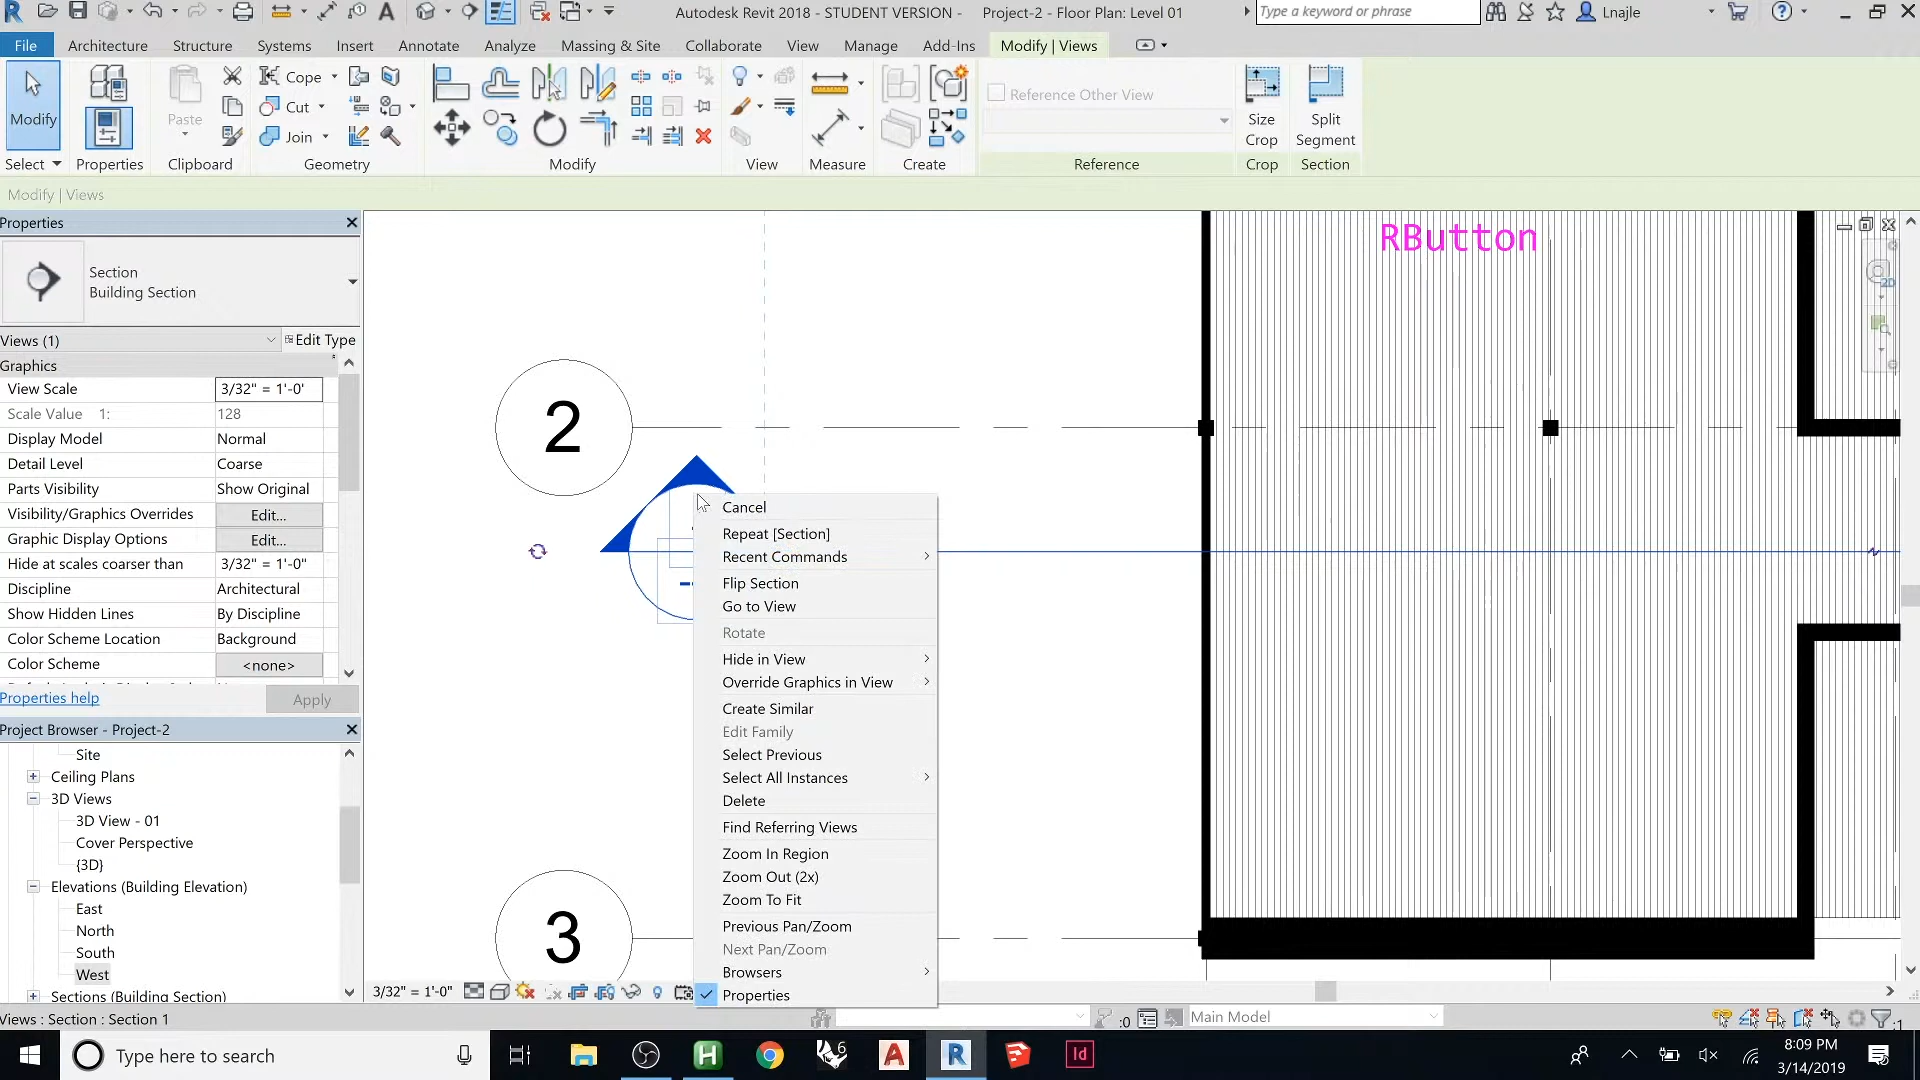 Autodesk Revit 2018 - STUDENT VERSION - Project-2 - Floor Plan: Level 01
Type a keyword or phrase
Lnajle
File Architecture Structure Systems Insert Annotate Analyze Massing & Site Collaborate View Manage Add-Ins Modify | Views
Modify
Paste
Cope
Cut
Join
Reference Other View
Size Crop
Split Segment
Select Properties Clipboard Geometry Modify View Measure Create Reference Crop Section
Modify | Views
Properties
Section
Building Section
Views (1)
Edit Type
Graphics
View Scale 3/32" = 1'-0'
Scale Value 1: 128
Display Model Normal
Detail Level Coarse
Parts Visibility Show Original
Visibility/Graphics Overrides Edit...
Graphic Display Options Edit...
Hide at scales coarser than 3/32" = 1'-0"
Discipline Architectural
Show Hidden Lines By Discipline
Color Scheme Location Background
Color Scheme <none>
Properties help
Apply
Project Browser - Project-2
Site
Ceiling Plans
3D Views
3D View - 01
Cover Perspective
{3D}
Elevations (Building Elevation)
East
North
South
West
Sections (Building Section)
RButton
2D
2
3
Cancel
Repeat [Section]
Recent Commands
Flip Section
Go to View
Rotate
Hide in View
Override Graphics in View
Create Similar
Edit Family
Select Previous
Select All Instances
Delete
Find Referring Views
Zoom In Region
Zoom Out (2x)
Zoom To Fit
Previous Pan/Zoom
Next Pan/Zoom
Browsers
Properties
3/32" = 1'-0"
Views : Section : Section 1
:0
Main Model
:1
Type here to search
8:09 PM
3/14/2019